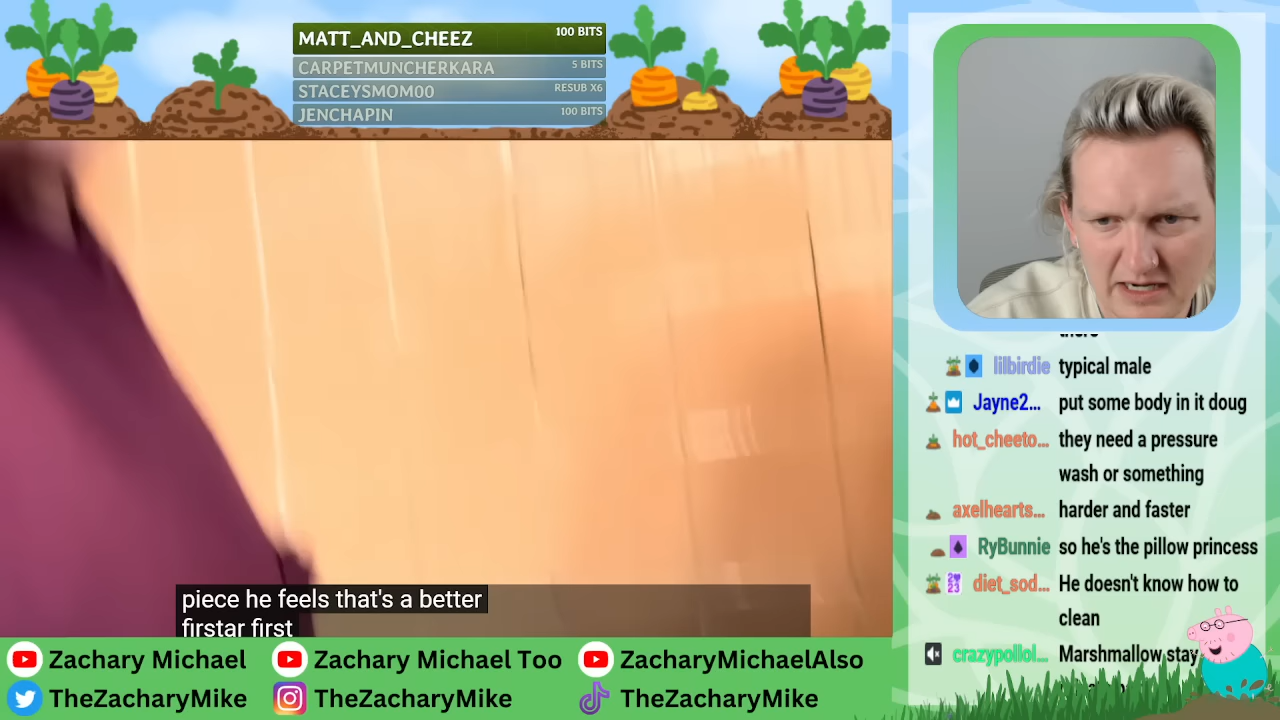 MATT_AND_CHEEZ 100 BITS
CARPETMUNCHERKARA 5 BITS
STACEYSMOM00 RESUB X6
JENCHAPIN 100 BITS
piece he feels that's a better
firstar first
Zachary Michael
Zachary Michael Too
ZacharyMichaelAlso
TheZacharyMike
TheZacharyMike
TheZacharyMike
there
lilbirdie typical male
Jayne2... put some body in it doug
hot_cheeto... they need a pressure
wash or something
axelhearts... harder and faster
RyBunnie so he's the pillow princess
diet_sod... He doesn't know how to
clean
crazypollol... Marshmallow stay